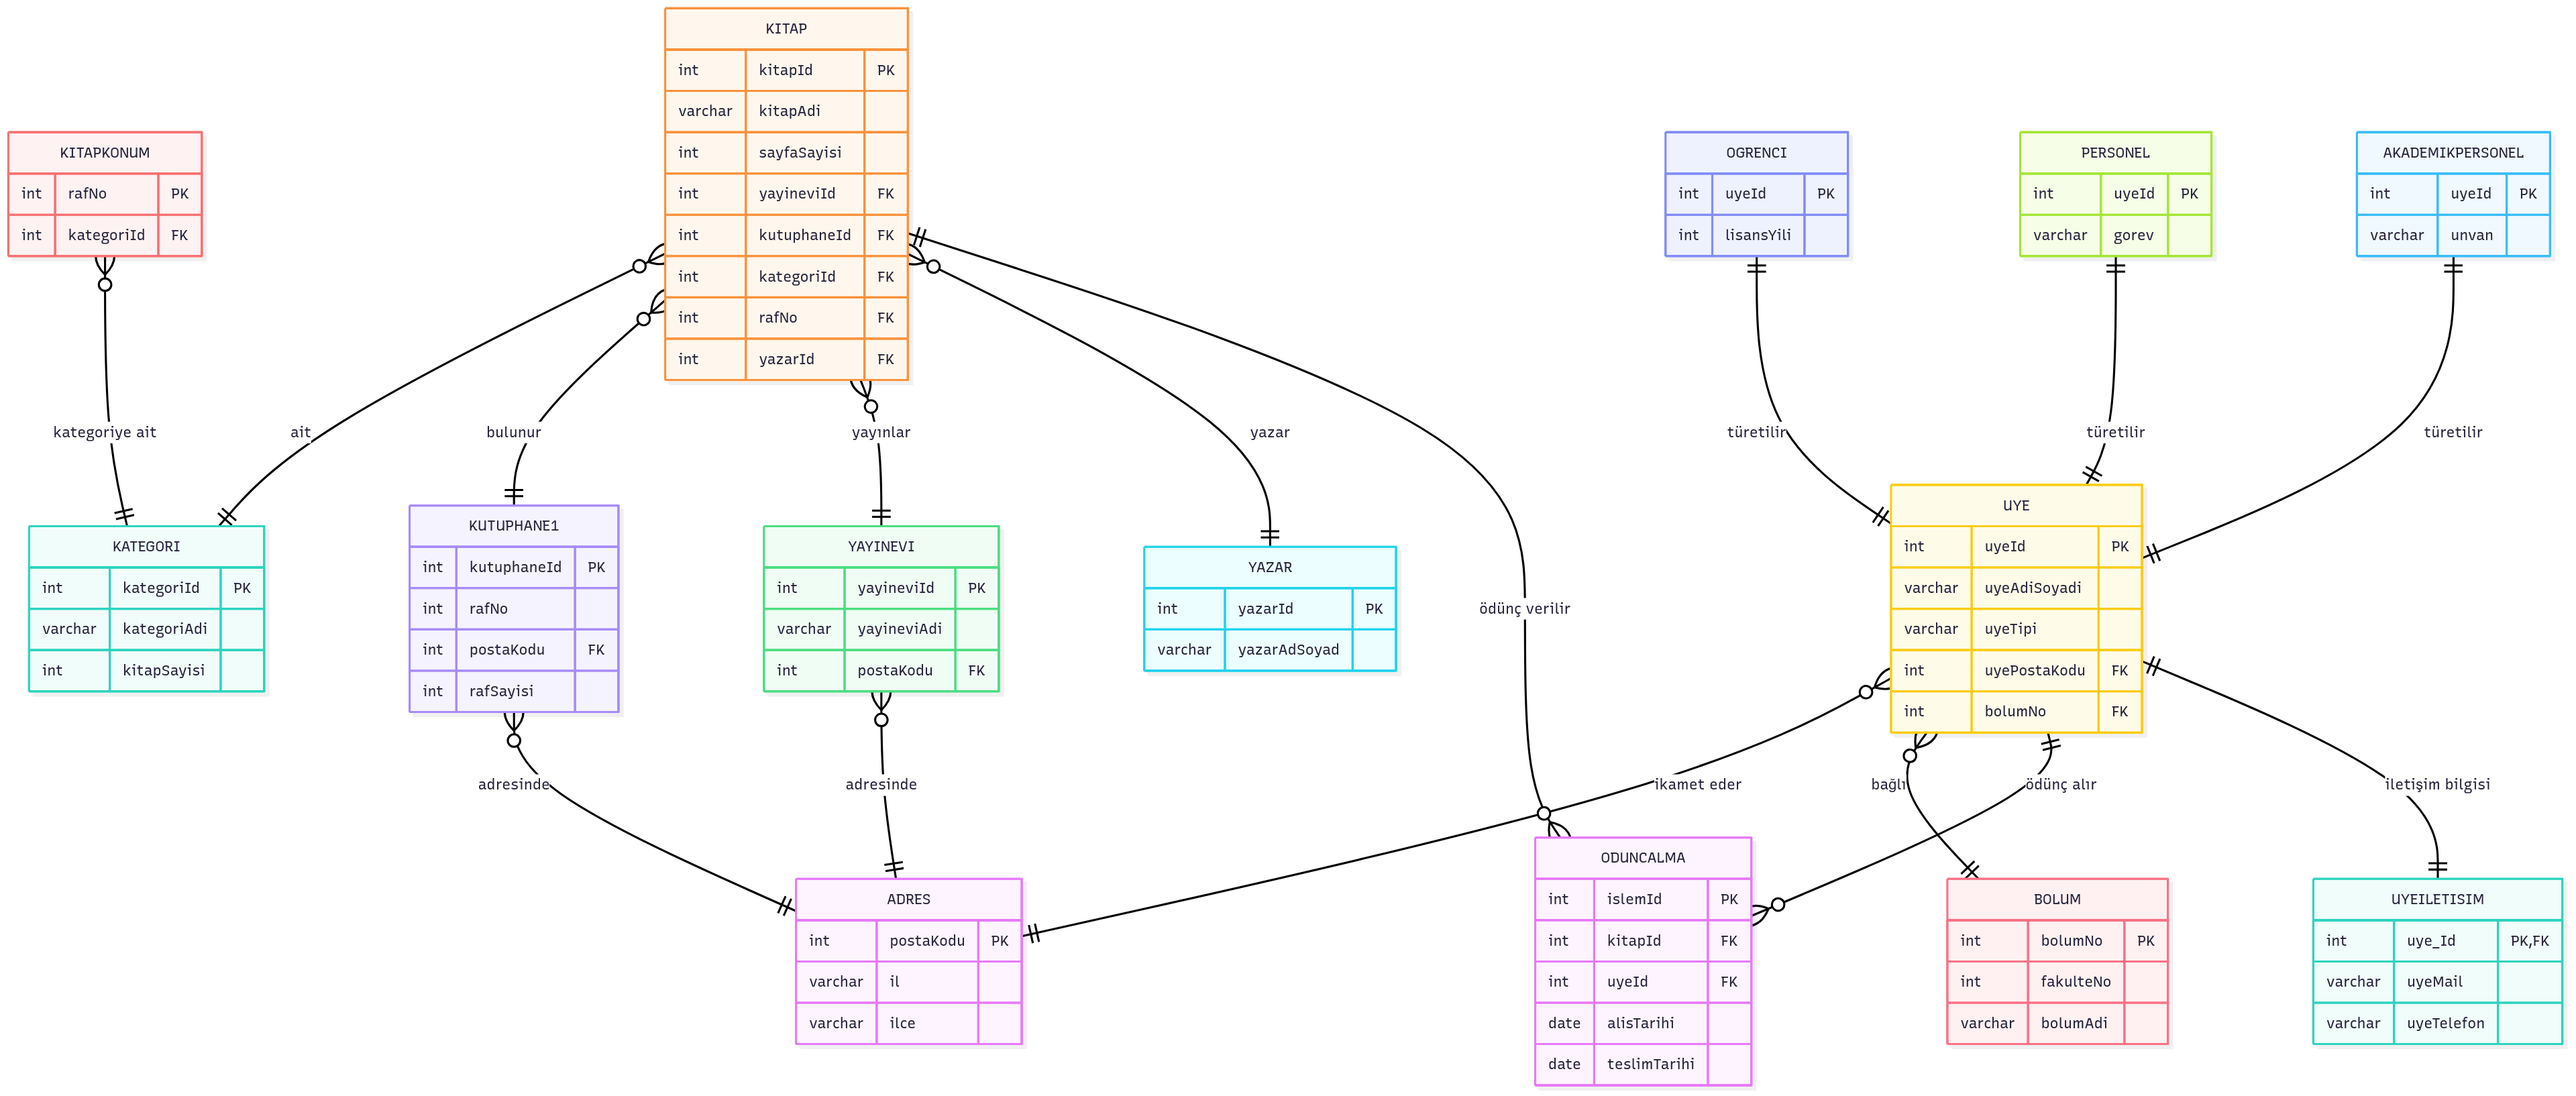 KITAP
int kitapId PK
varchar kitapAdi
int sayfaSayisi
int yayineviId FK
int kutuphaneId FK
int kategoriId FK
int rafNo FK
int yazarId FK
KITAPKONUM
int rafNo PK
int kategoriId FK
OGRENCI
int uyeId PK
int lisansYili
PERSONEL
int uyeId PK
varchar gorev
AKADEMIKPERSONEL
int uyeId PK
varchar unvan
kategoriye ait
ait
bulunur
yayınlar
yazar
türetilir
türetilir
türetilir
KATEGORI
int kategoriId PK
varchar kategoriAdi
int kitapSayisi
KUTUPHANE1
int kutuphaneId PK
int rafNo
int postaKodu FK
int rafSayisi
YAYINEVI
int yayineviId PK
varchar yayineviAdi
int postaKodu FK
YAZAR
int yazarId PK
varchar yazarAdSoyad
ödünç verilir
UYE
int uyeId PK
varchar uyeAdiSoyadi
varchar uyeTipi
int uyePostaKodu FK
int bolumNo FK
adresinde
adresinde
ikamet eder
bağlı
ödünç alır
iletişim bilgisi
ADRES
int postaKodu PK
varchar il
varchar ilce
ODUNCALMA
int islemId PK
int kitapId FK
int uyeId FK
date alisTarihi
date teslimTarihi
BOLUM
int bolumNo PK
int fakulteNo
varchar bolumAdi
UYEILETISIM
int uye_Id PK,FK
varchar uyeMail
varchar uyeTelefon